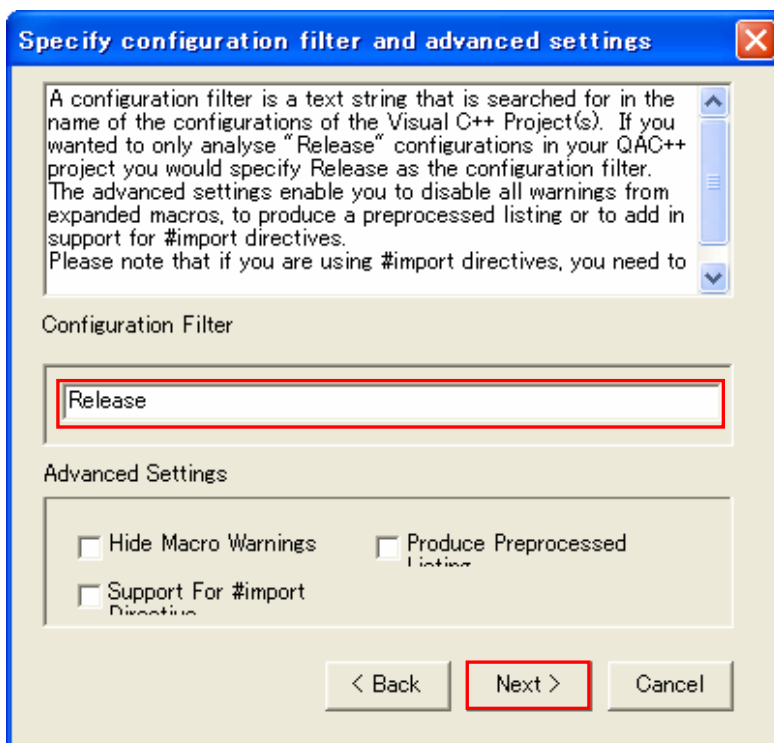 Specify configuration filter and advanced settings
A configuration filter is a text string that is searched for in the
name of the configurations of the Visual C++ Project(s).  If you
wanted to only analyse "Release" configurations in your QAC++
project you would specify Release as the configuration filter.
The advanced settings enable you to disable all warnings from
expanded macros, to produce a preprocessed listing or to add in
support for #import directives.
Please note that if you are using #import directives, you need to
Configuration Filter
Release
Advanced Settings
Hide Macro Warnings
Produce Preprocessed
Listing
Support For #import
Directive
< Back
Next >
Cancel